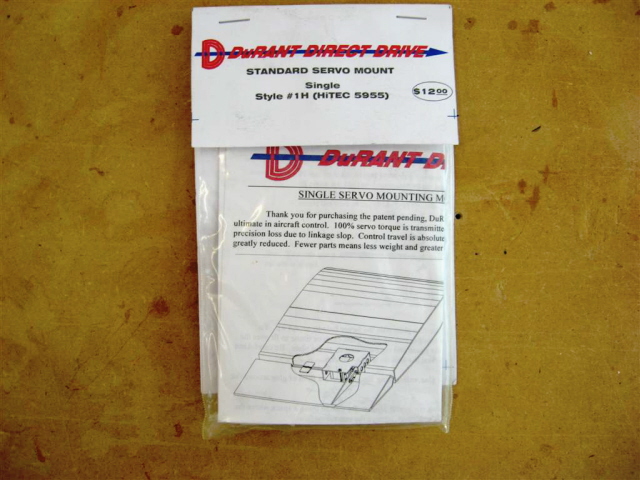 D DuRANT DIRECT DRIVE
STANDARD SERVO MOUNT
Single
Style #1H (HiTEC 5955)
$12.00
D DuRANT D
SINGLE SERVO MOUNTING M
Thank you for purchasing the patent pending, DuR
ultimate in aircraft control. 100% servo torque is transmitte
precision loss due to linkage slop. Control travel is absolute
greatly reduced. Fewer parts means less weight and greater